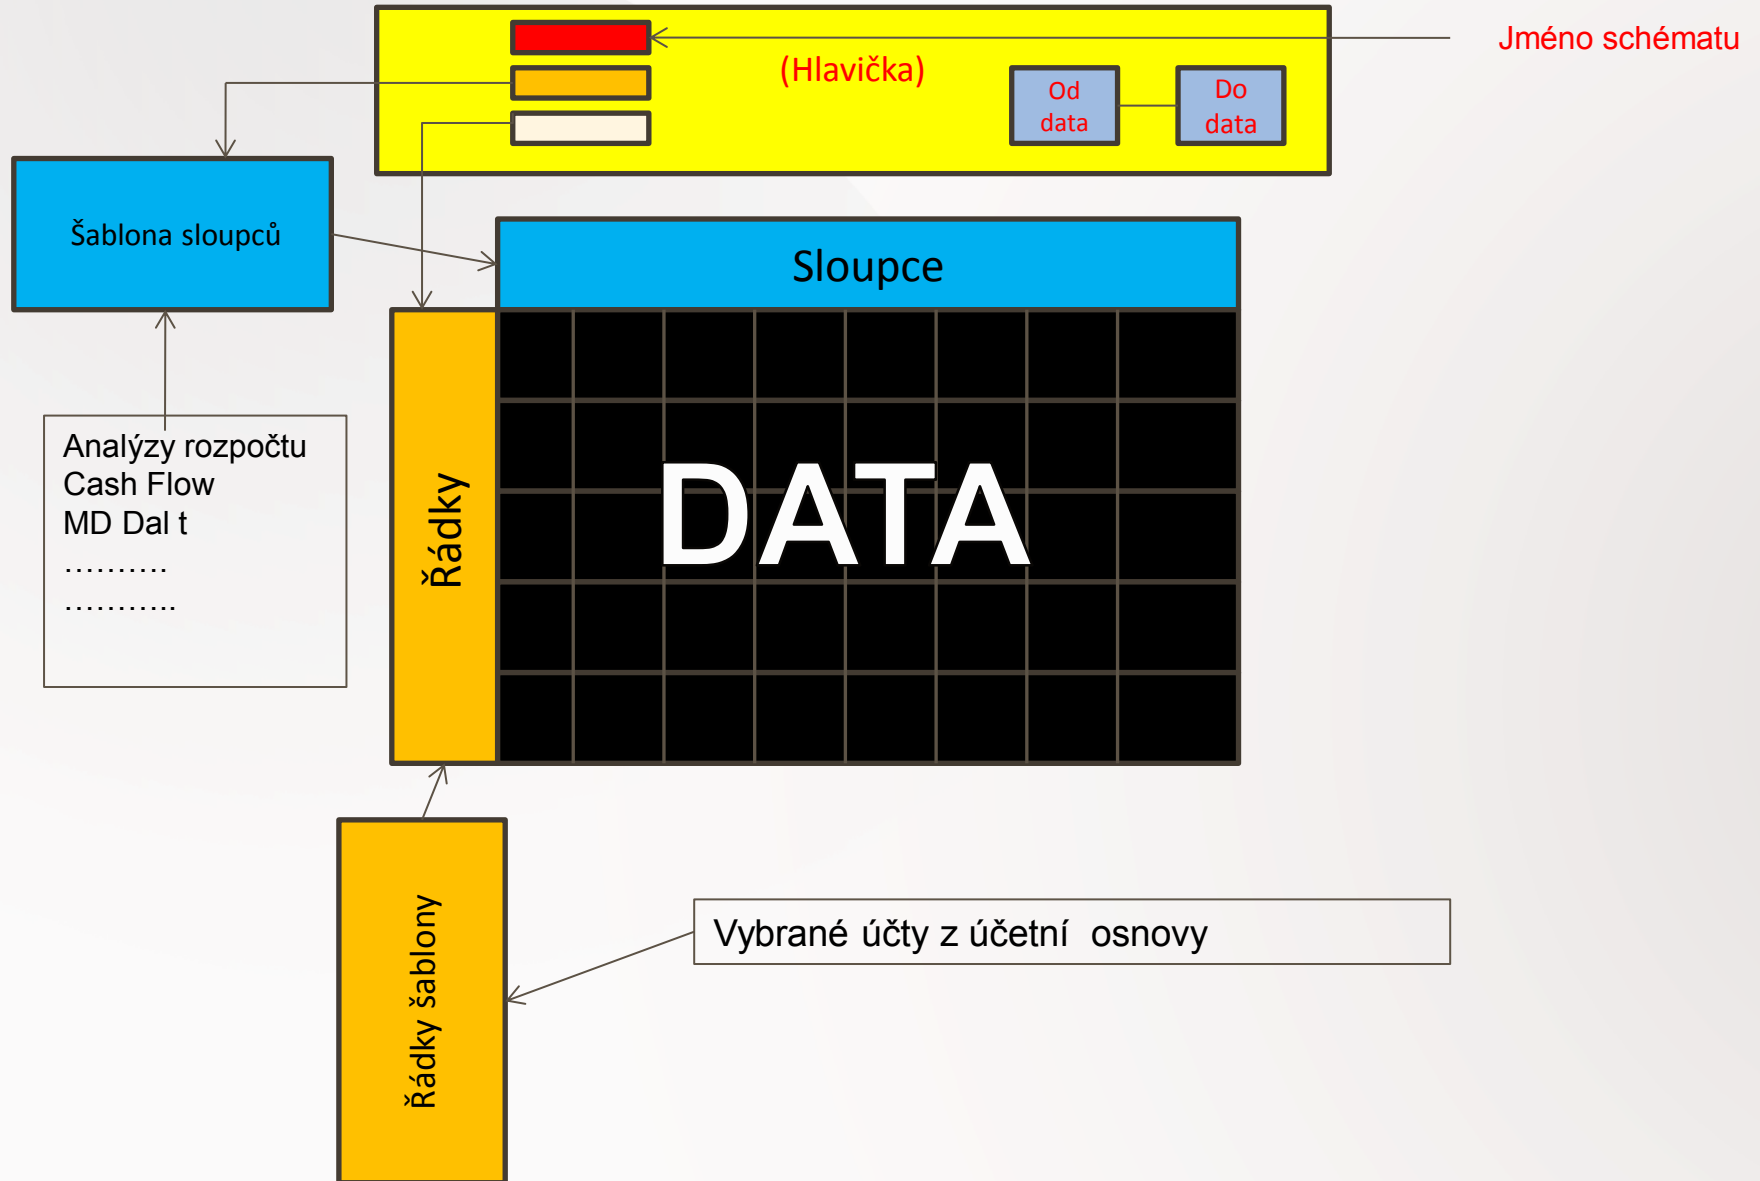 Jméno schématu
(Hlavička)
Od
data
Do
data
Šablona sloupců
Sloupce
Analýzy rozpočtu
Cash Flow
MD Dal t
……….
………..
Řádky
DATA
Řádky šablony
Vybrané účty z účetní osnovy